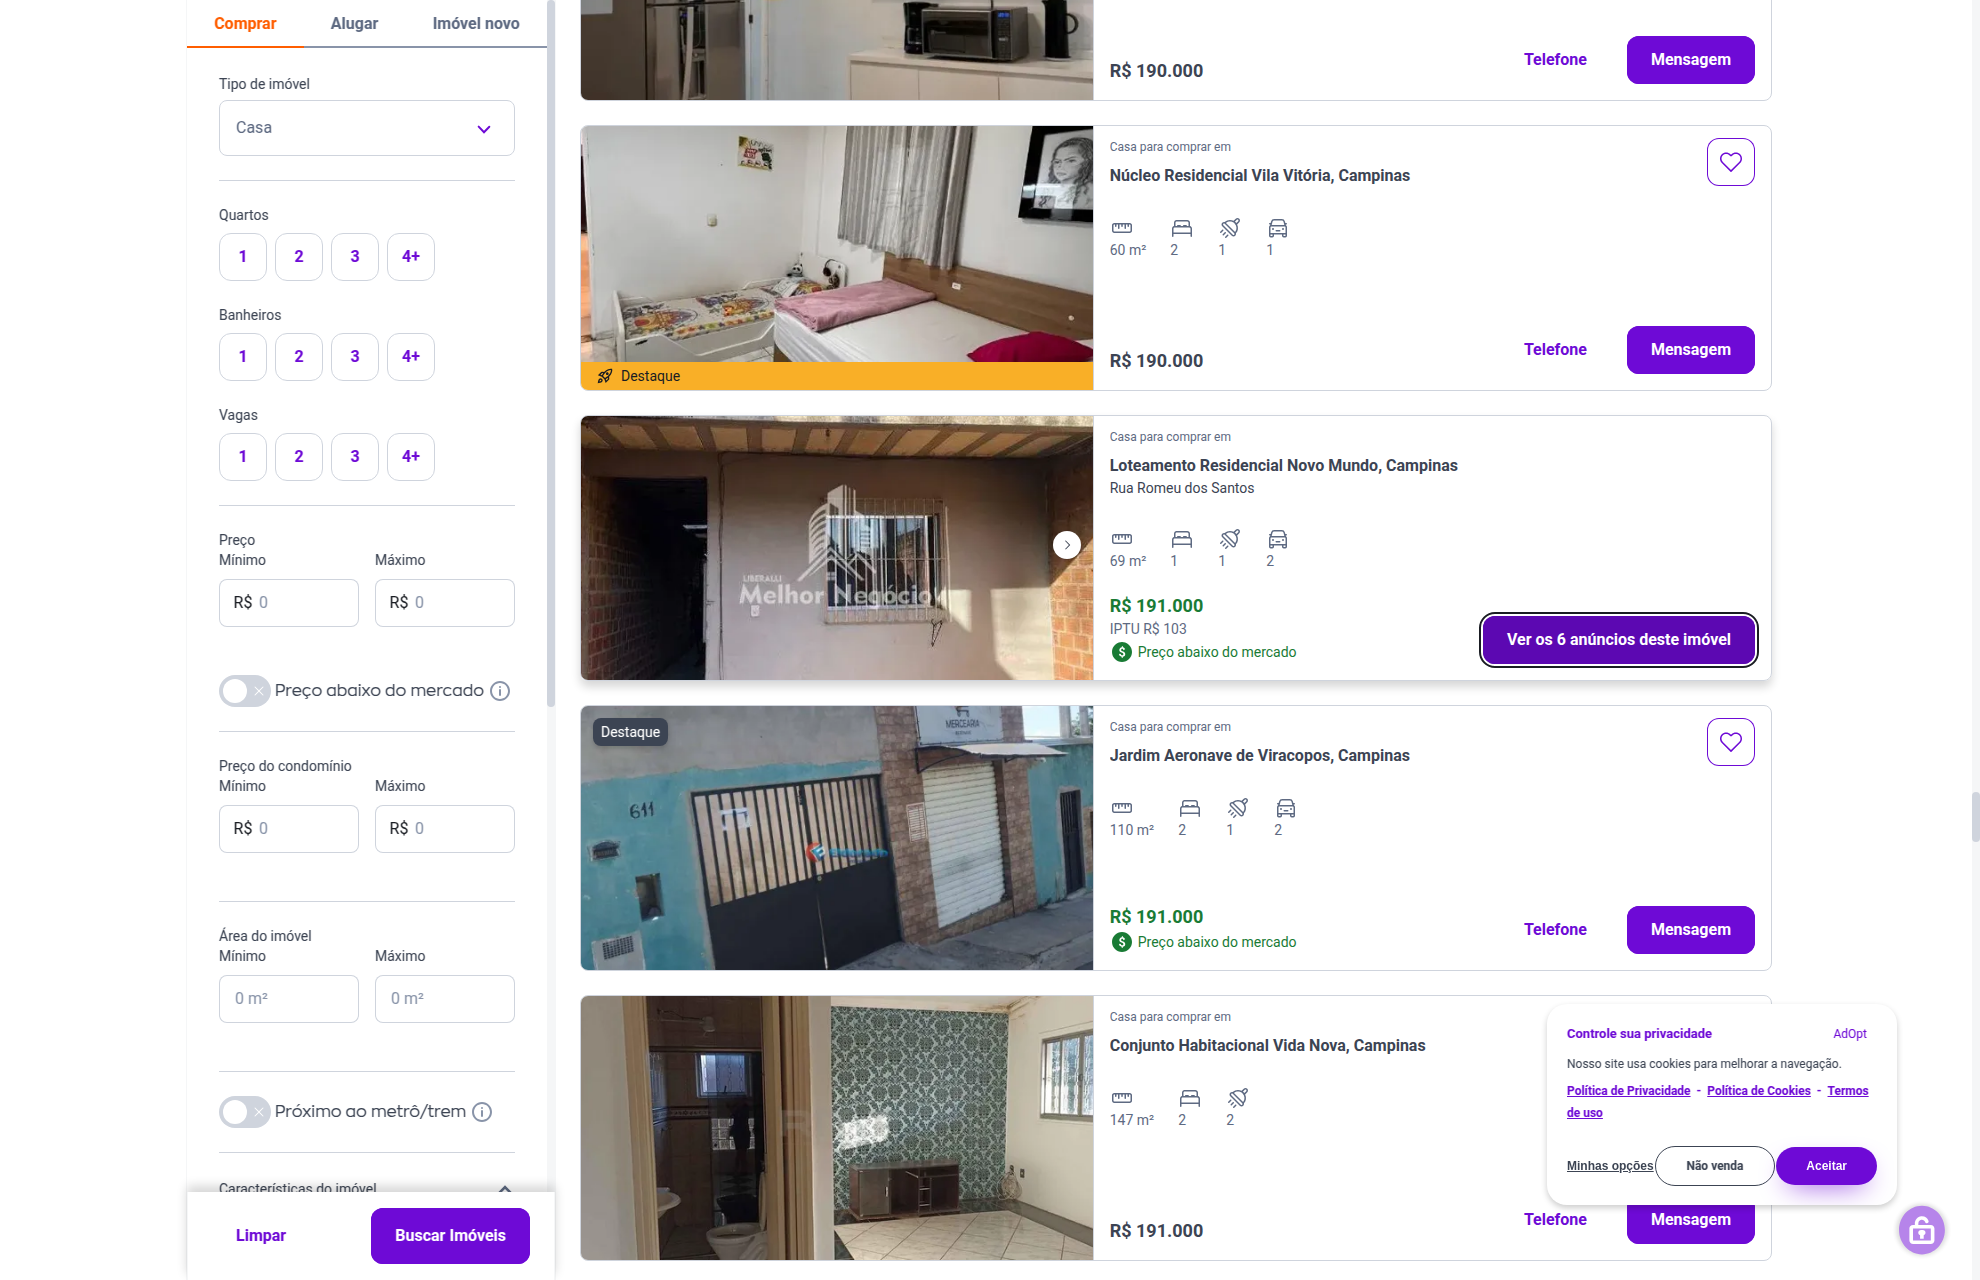 Comprar
Alugar
Imóvel novo
Tipo de imóvel
Casa
Quartos
1
2
3
4+
Banheiros
1
2
3
4+
Vagas
1
2
3
4+
Preço
Mínimo
Máximo
R$ 0
R$ 0
Preço abaixo do mercado
Preço do condomínio
Mínimo
Máximo
R$ 0
R$ 0
Área do imóvel
Mínimo
Máximo
0 m²
0 m²
Próximo ao metrô/trem
Características do imóvel
Limpar
Buscar Imóveis
R$ 190.000
Telefone
Mensagem
Casa para comprar em
Núcleo Residencial Vila Vitória, Campinas
60 m²
2
1
1
R$ 190.000
Telefone
Mensagem
Destaque
LIBERALLI
Melhor Negócio
Casa para comprar em
Loteamento Residencial Novo Mundo, Campinas
Rua Romeu dos Santos
69 m²
1
1
2
R$ 191.000
IPTU R$ 103
Preço abaixo do mercado
Ver os 6 anúncios deste imóvel
Destaque
MERCEARIA
611
Casa para comprar em
Jardim Aeronave de Viracopos, Campinas
110 m²
2
1
2
R$ 191.000
Preço abaixo do mercado
Telefone
Mensagem
Casa para comprar em
Conjunto Habitacional Vida Nova, Campinas
147 m²
2
2
R$ 191.000
Telefone
Mensagem
Controle sua privacidade
AdOpt
Nosso site usa cookies para melhorar a navegação.
Política de Privacidade - Política de Cookies - Termos
de uso
Minhas opções
Não venda
Aceitar